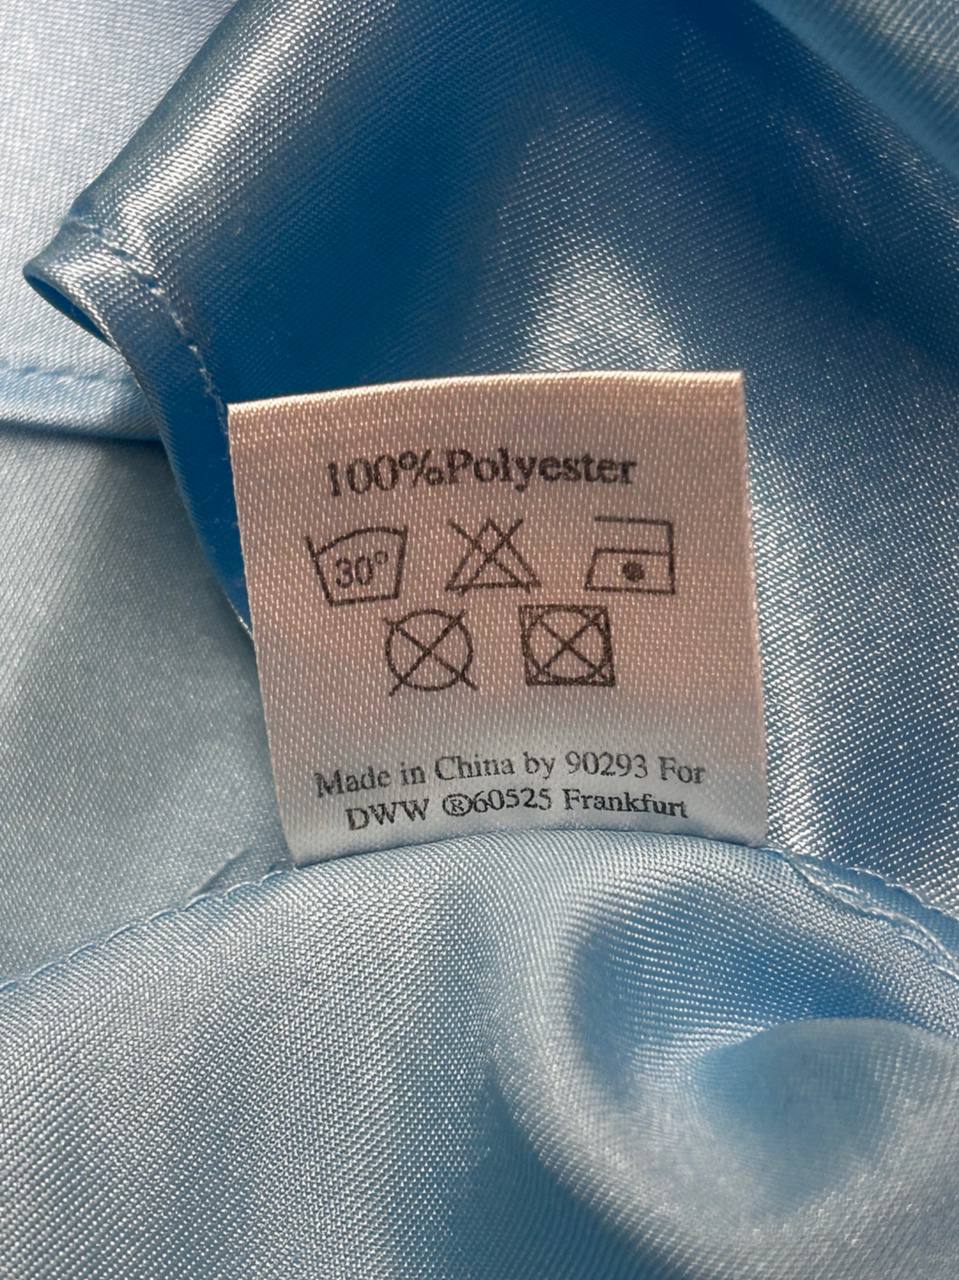 100%Polyester
30°
Made in China by 90293 For
DWW ®60525 Frankfurt